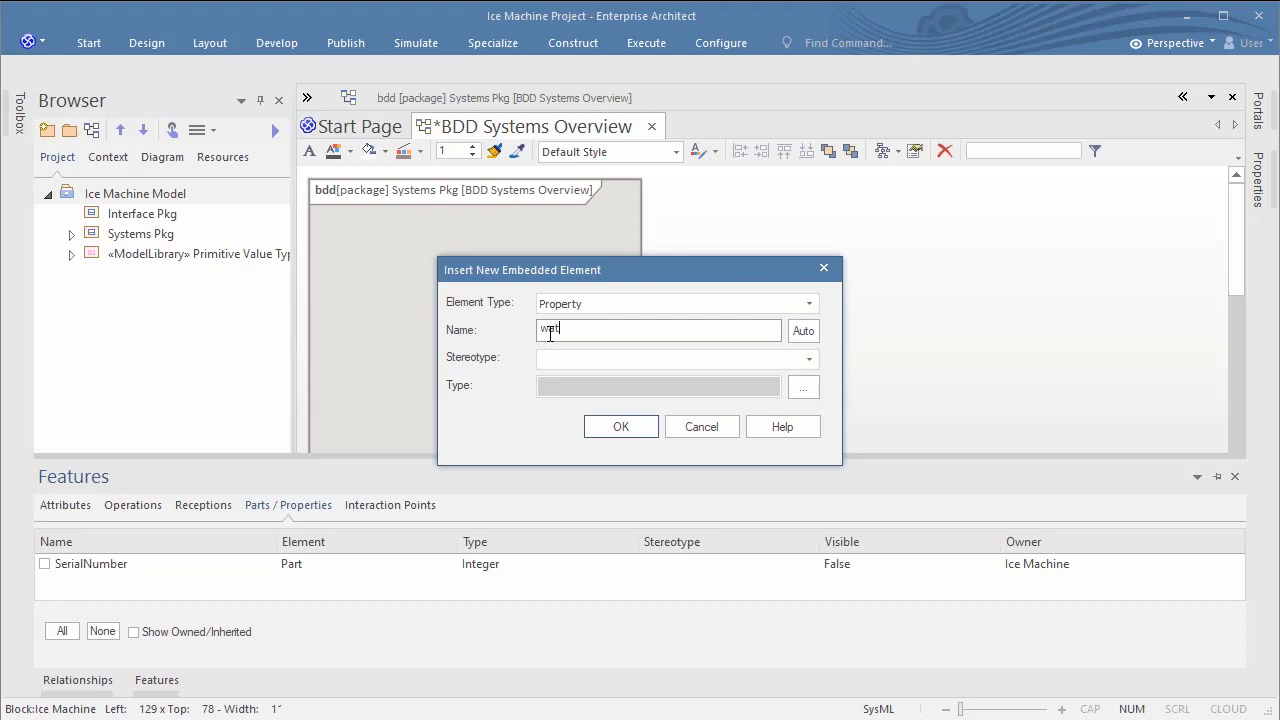 Ice Machine Project - Enterprise Architect
Start Design Layout Develop Publish Simulate Specialize Construct Execute Configure Find Command... Perspective User
Toolbox
Browser
Project Context Diagram Resources
Ice Machine Model
Interface Pkg
Systems Pkg
«ModelLibrary» Primitive Value Typ
bdd [package] Systems Pkg [BDD Systems Overview]
Start Page *BDD Systems Overview
1 Default Style
bdd[package] Systems Pkg [BDD Systems Overview]
Portals
Properties
Insert New Embedded Element
Element Type: Property
Name: wat Auto
Stereotype:
Type: ...
OK Cancel Help
Features
Attributes Operations Receptions Parts / Properties Interaction Points
Name Element Type Stereotype Visible Owner
SerialNumber Part Integer False Ice Machine
All None Show Owned/Inherited
Relationships Features
Block:Ice Machine Left: 129 x Top: 78 - Width: 1 SysML CAP NUM SCRL CLOUD